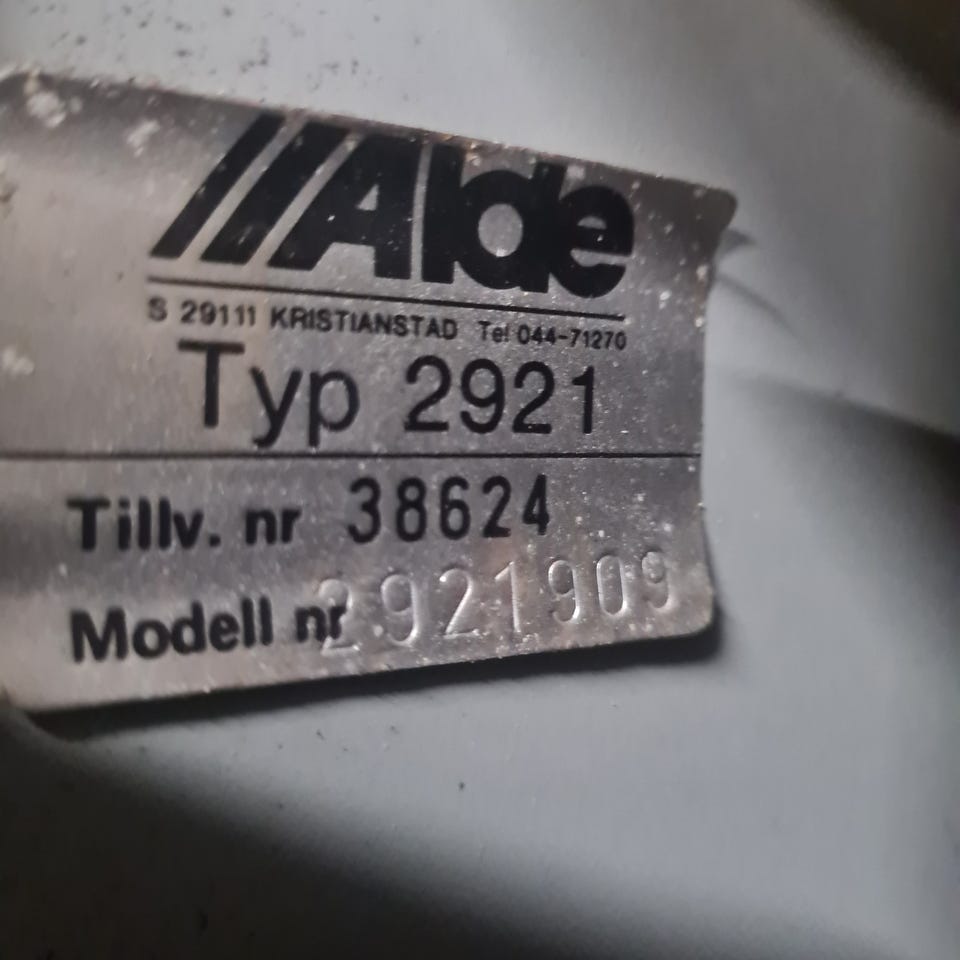 Alde
S 29111 KRISTIANSTAD Tel 044-71270
Typ 2921
Tillv. nr 38624
Modell nr 2921909